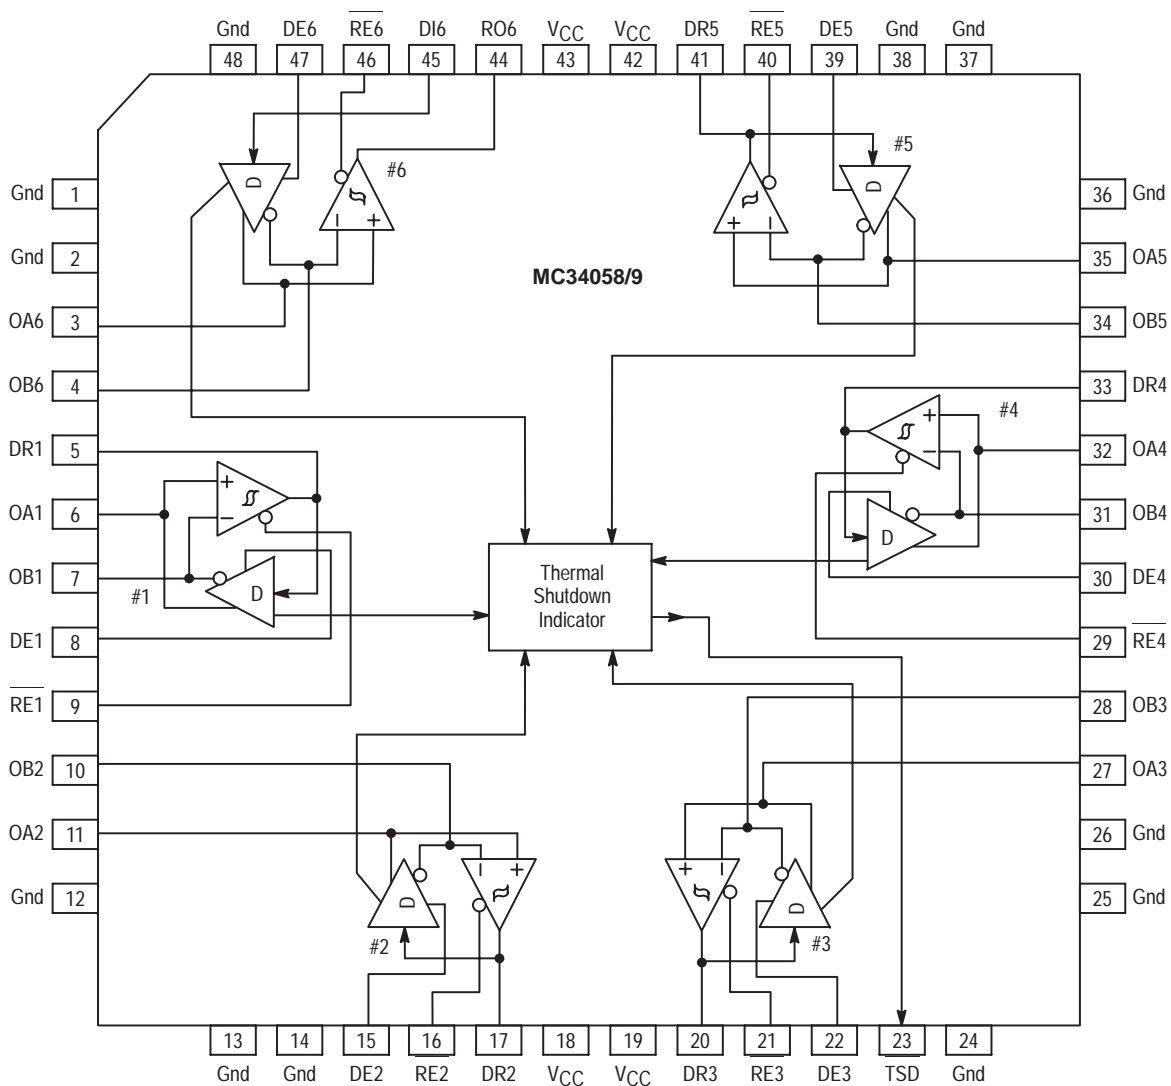 Gnd DE6 RE6 DI6 RO6 VCC VCC DR5 RE5 DE5 Gnd Gnd
48 47 46 45 44 43 42 41 40 39 38 37
#5
D D
#6
Gnd 1 36 Gnd
- + + -
Gnd 2 35 OA5
MC34058/9
OA6 3 34 OB5
OB6 4 33 DR4
+ #4
DR1 5 32 OA4
+ -
OA1 6 31 OB4
-
D
OB1 7 Thermal 30 DE4
#1 D Shutdown
Indicator
DE1 8 29 RE4
RE1 9 28 OB3
OB2 10 27 OA3
OA2 11 26 Gnd
- + + -
Gnd 12 25 Gnd
D D
#2 #3
13 14 15 16 17 18 19 20 21 22 23 24
Gnd Gnd DE2 RE2 DR2 VCC VCC DR3 RE3 DE3 TSD Gnd